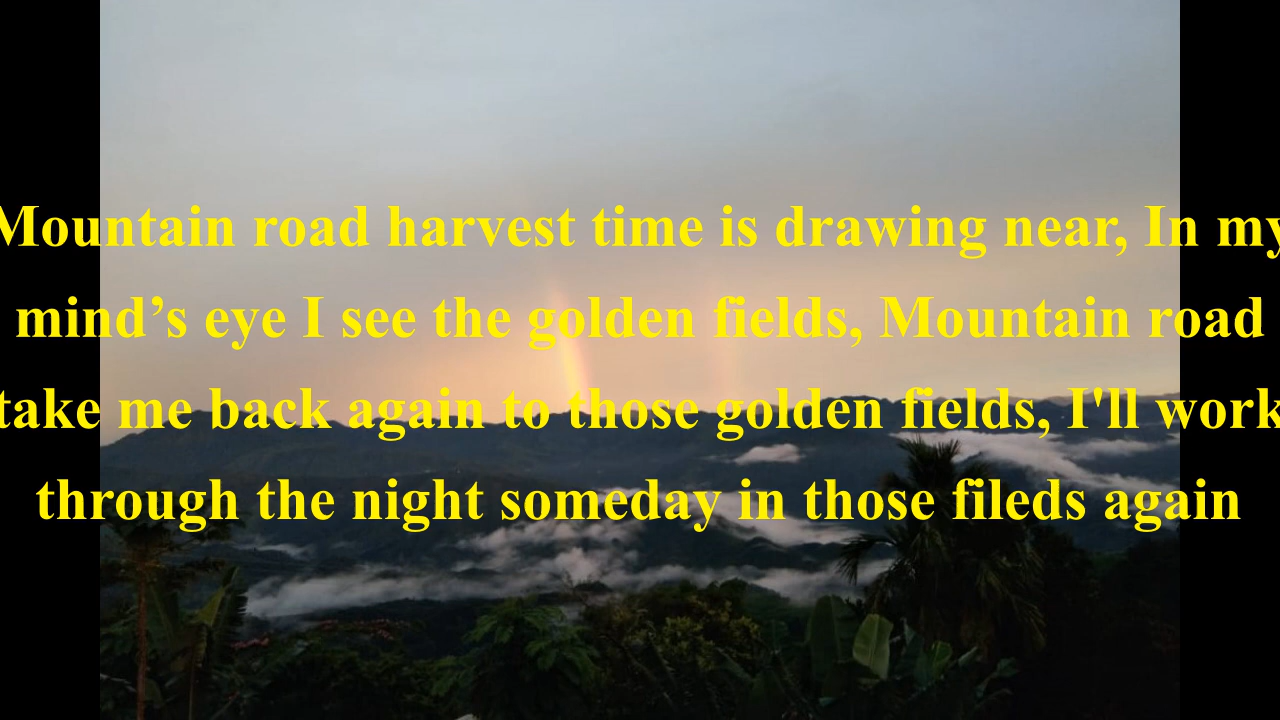 Mountain road harvest time is drawing near, In my
mind’s eye I see the golden fields, Mountain road
take me back again to those golden fields, I'll work
through the night someday in those fileds again